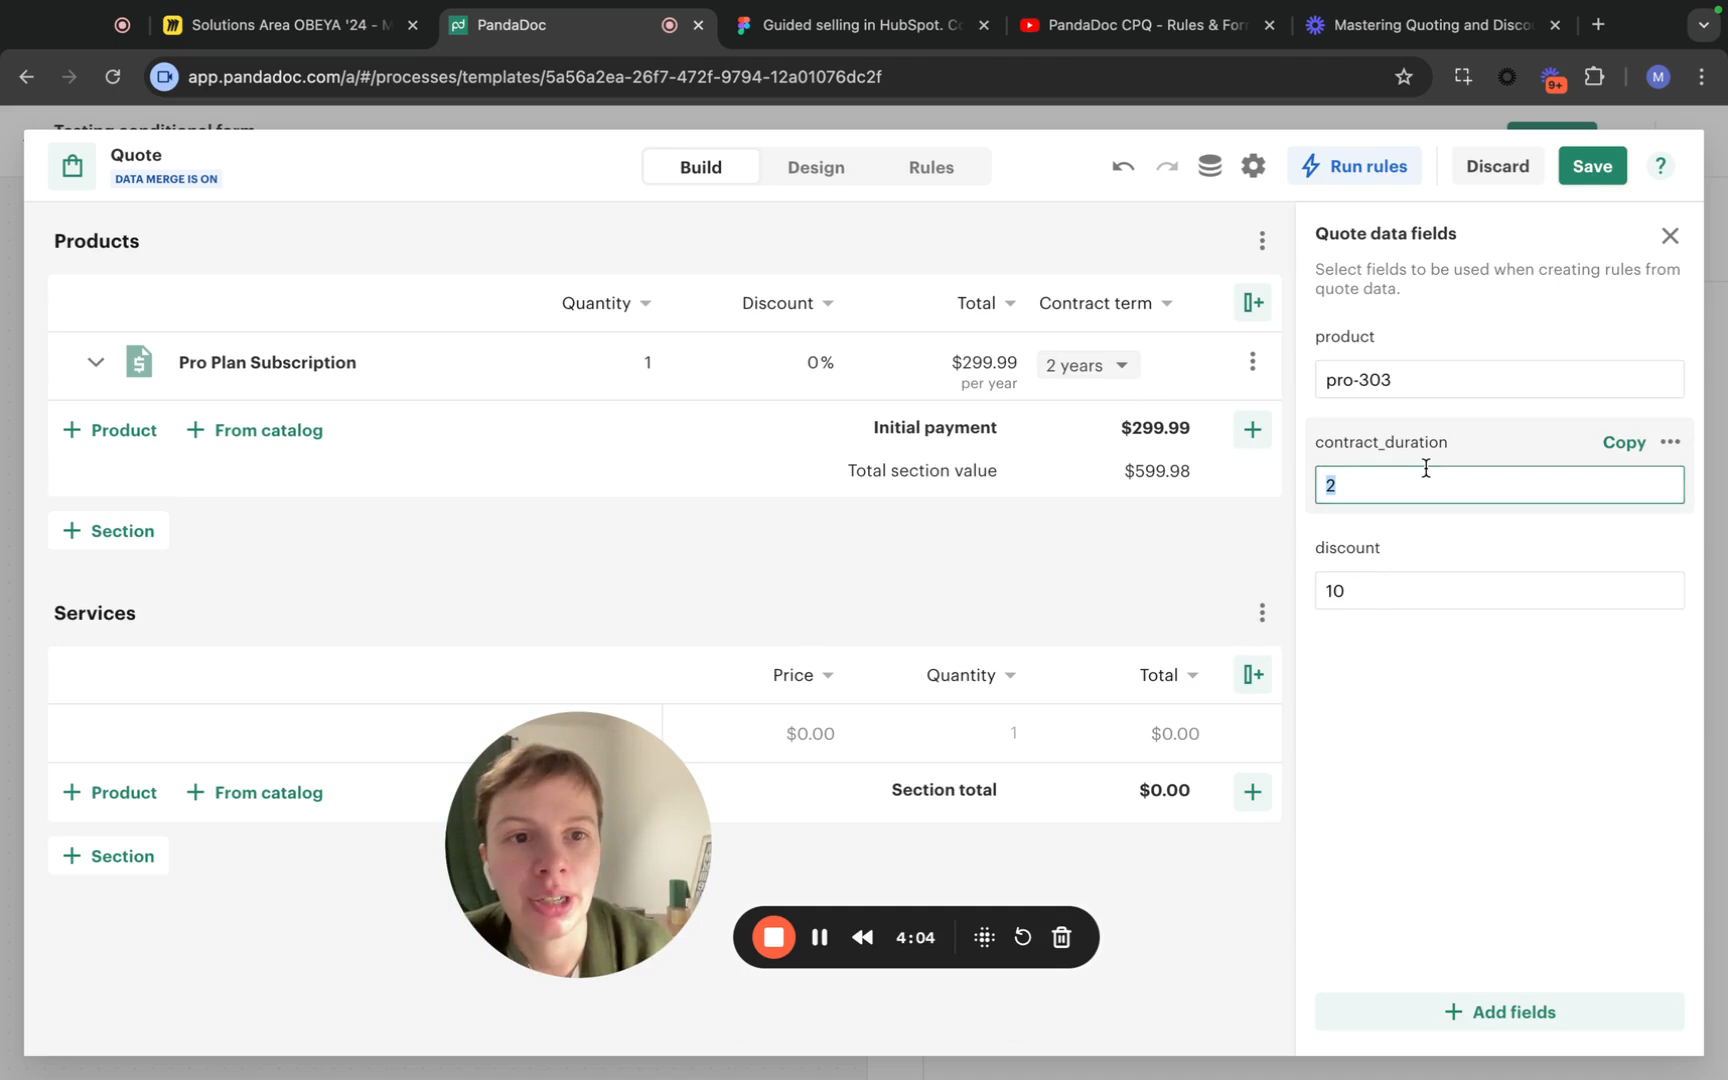 Solutions Area OBEYA '24 - M
PandaDoc
Guided selling in HubSpot. Co
PandaDoc CPQ - Rules & For
Mastering Quoting and Disco
app.pandadoc.com/a/#/processes/templates/5a56a2ea-26f7-472f-9794-12a01076dc2f
9+
M
Testing conditional form
Quote
DATA MERGE IS ON
Build
Design
Rules
Run rules
Discard
Save
?
Products
Quantity
Discount
Total
Contract term
Pro Plan Subscription
1
0%
$299.99
per year
2 years
+ Product
+ From catalog
Initial payment
$299.99
Total section value
$599.98
+ Section
Services
Price
Quantity
Total
$0.00
1
$0.00
+ Product
+ From catalog
Section total
$0.00
+ Section
Quote data fields
Select fields to be used when creating rules from
quote data.
product
pro-303
contract_duration
Copy
2
discount
10
+ Add fields
4:04